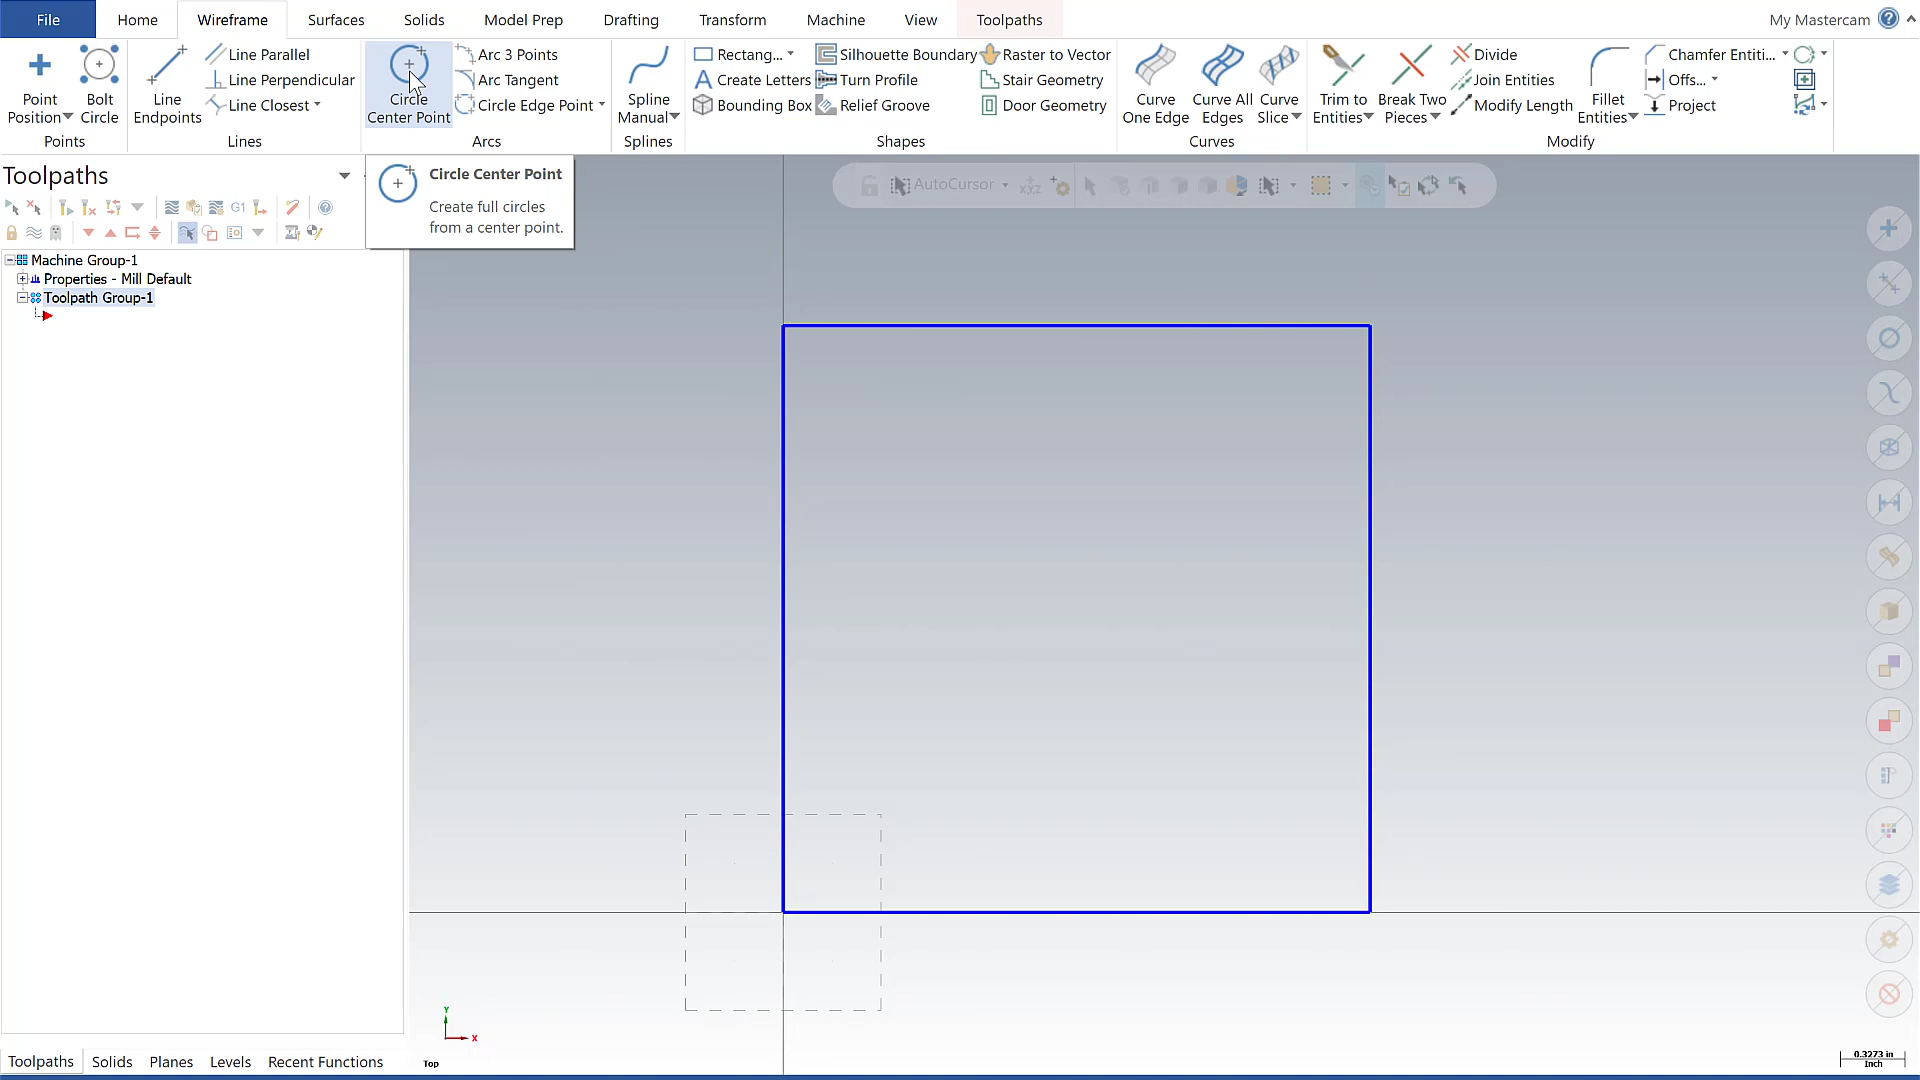 File Home Wireframe Surfaces Solids Model Prep Drafting Transform Machine View Toolpaths My Mastercam
Point Position
Bolt Circle
Points
Line Endpoints
Line Parallel
Line Perpendicular
Line Closest
Lines
Circle Center Point
Arc 3 Points
Arc Tangent
Circle Edge Point
Arcs
Spline Manual
Splines
Rectang...
Create Letters
Bounding Box
Silhouette Boundary
Turn Profile
Relief Groove
Raster to Vector
Stair Geometry
Door Geometry
Shapes
Curve One Edge
Curve All Edges
Curve Slice
Curves
Trim to Entities
Break Two Pieces
Divide
Join Entities
Modify Length
Fillet Entities
Chamfer Entiti...
Offs...
Project
Modify
Toolpaths
Circle Center Point
Create full circles
from a center point.
AutoCursor
xyz
G1
Machine Group-1
Properties - Mill Default
Toolpath Group-1
Y
X
Top
0.3273 in
Inch
Toolpaths Solids Planes Levels Recent Functions